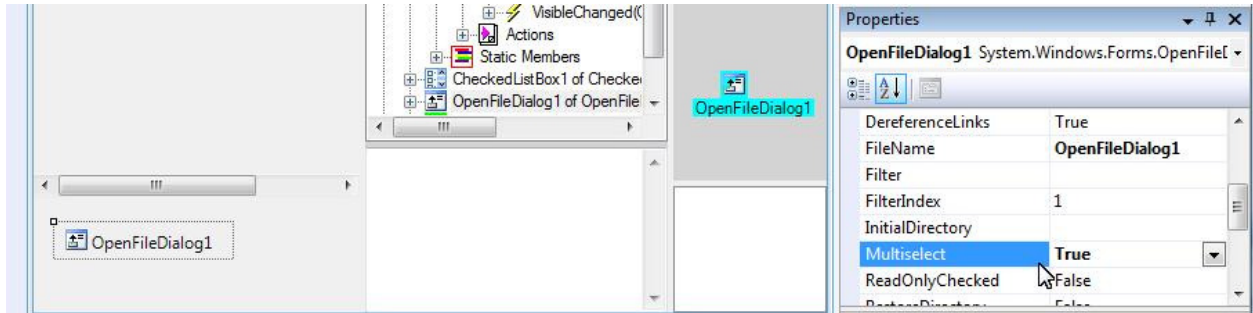 VisibleChanged(
Actions
Static Members
CheckedListBox1 of Checke
OpenFileDialog1 of OpenFile
OpenFileDialog1
OpenFileDialog1
Properties
OpenFileDialog1 System.Windows.Forms.OpenFile
DereferenceLinks True
FileName OpenFileDialog1
Filter
FilterIndex 1
InitialDirectory
Multiselect True
ReadOnlyChecked False